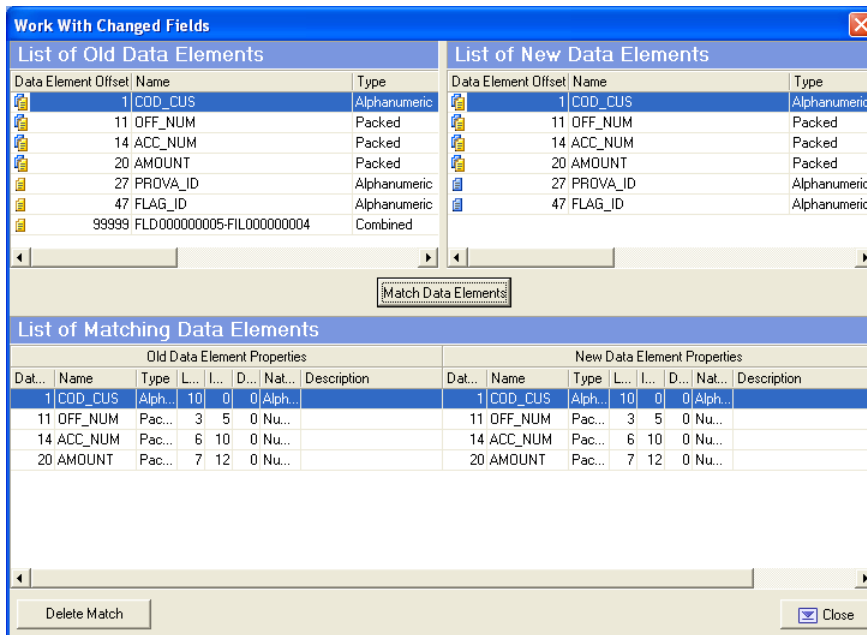 Work With Changed Fields
List of Old Data Elements
Data Element Offset Name Type
1 COD_CUS Alphanumeric
11 OFF_NUM Packed
14 ACC_NUM Packed
20 AMOUNT Packed
27 PROVA_ID Alphanumeric
47 FLAG_ID Alphanumeric
99999 FLD000000005-FIL000000004 Combined
List of New Data Elements
Data Element Offset Name Type
1 COD_CUS Alphanumeric
11 OFF_NUM Packed
14 ACC_NUM Packed
20 AMOUNT Packed
27 PROVA_ID Alphanumeric
47 FLAG_ID Alphanumeric
Match Data Elements
List of Matching Data Elements
Old Data Element Properties New Data Element Properties
Dat... Name Type L... I... D... Nat... Description Dat... Name Type L... I... D... Nat... Description
1 COD_CUS Alph... 10 0 0 Alph... 1 COD_CUS Alph... 10 0 0 Alph...
11 OFF_NUM Pac... 3 5 0 Nu... 11 OFF_NUM Pac... 3 5 0 Nu...
14 ACC_NUM Pac... 6 10 0 Nu... 14 ACC_NUM Pac... 6 10 0 Nu...
20 AMOUNT Pac... 7 12 0 Nu... 20 AMOUNT Pac... 7 12 0 Nu...
Delete Match Close